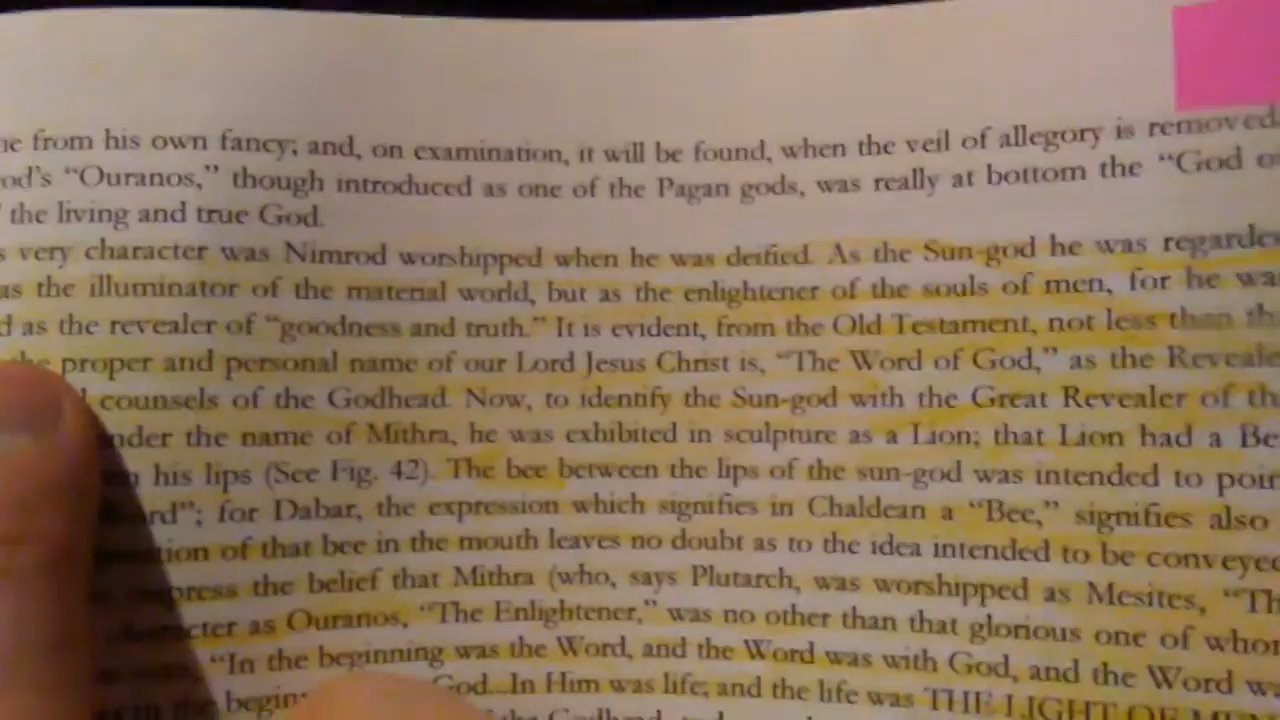 from his own fancy; and, on examination, it will be found, when the veil of allegory is removed
od's "Ouranos," though introduced as one of the Pagan gods, was really at bottom the "God
the living and true God.
very character was Nimrod worshipped when he was deified. As the Sun-god he was regarde
as the illuminator of the material world, but as the enlightener of the souls of men, for he wa
d as the revealer of "goodness and truth." It is evident, from the Old Testament, not less than th
proper and personal name of our Lord Jesus Christ is, "The Word of God," as the Reveale
counsels of the Godhead. Now, to identify the Sun-god with the Great Revealer of th
nder the name of Mithra, he was exhibited in sculpture as a Lion; that Lion had a Be
his lips (See Fig. 42). The bee between the lips of the sun-god was intended to poin
rd"; for Dabar, the expression which signifies in Chaldean a "Bee," signifies also
tion of that bee in the mouth leaves no doubt as to the idea intended to be conveyed
press the belief that Mithra (who, says Plutarch, was worshipped as Mesites, "Th
cter as Ouranos, "The Enlightener," was no other than that glorious one of whom
"In the beginning was the Word, and the Word was with God, and the Word wa
begin God...In Him was life; and the life was THE LIGHT OF MEN
the Godhead